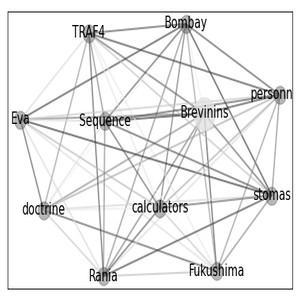 Bombay
TRAF4
personn
Brevinins
Eva
Sequence
stomas
doctrine
calculators
Fukushima
Rania